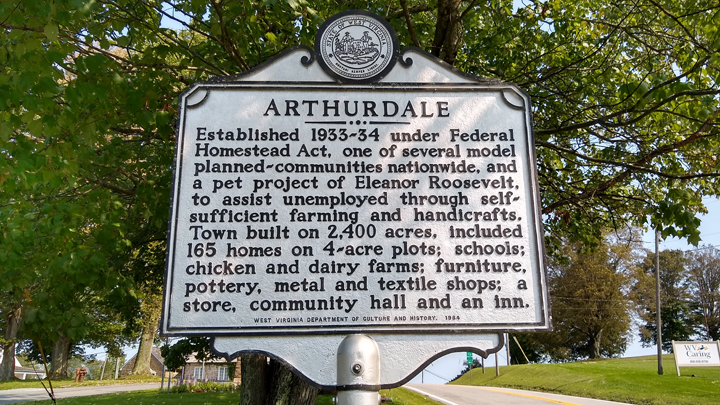 STATE OF WEST VIRGINIA
ARTHURDALE
Established 1933-34 under Federal
Homestead Act, one of several model
planned-communities nationwide, and
a pet project of Eleanor Roosevelt,
to assist unemployed through self-
sufficient farming and handicrafts.
Town built on 2,400 acres, included
165 homes on 4-acre plots; schools;
chicken and dairy farms; furniture,
pottery, metal and textile shops; a
store, community hall and an inn.
WEST VIRGINIA DEPARTMENT OF CULTURE AND HISTORY, 1984
WV
Caring